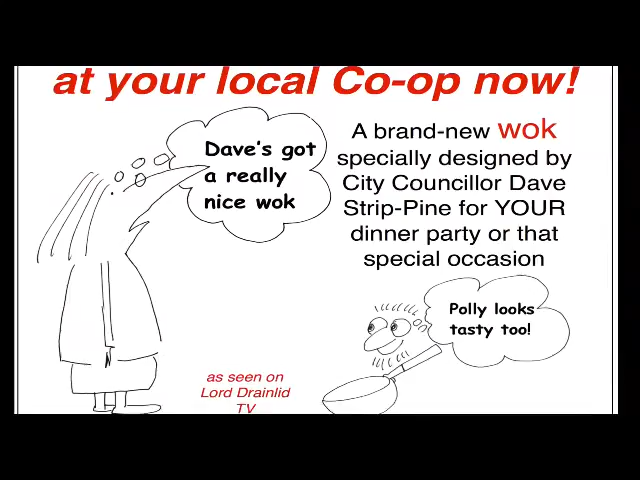 at your local Co-op now!
Dave's got
a really
nice wok
A brand-new wok
specially designed by
City Councillor Dave
Strip-Pine for YOUR
dinner party or that
special occasion
Polly looks
tasty too!
as seen on
Lord Drainlid
TV